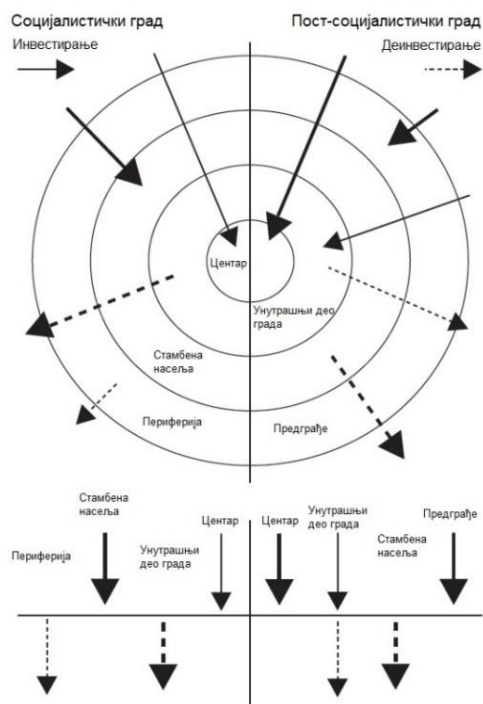 Социјалистички град
Пост-социјалистички град
Инвестирање
Деинвестирање
Центар
Унутрашњи део
града
Стамбена
насеља
Периферија
Предграђе
Стамбена
насеља
Центар
Центар
Унутрашњи
део града
Предграђе
Периферија
Унутрашњи
део града
Стамбена
насеља